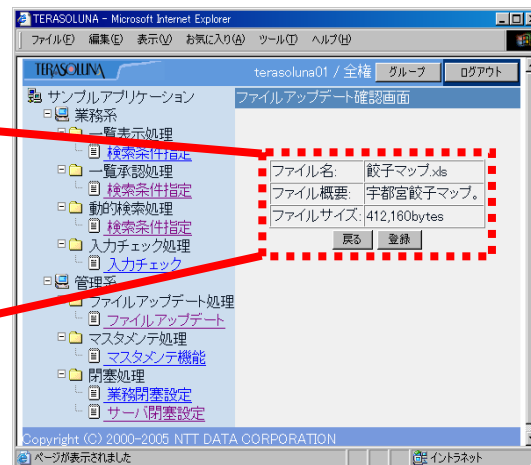 TERASOLUNA - Microsoft Internet Explorer
ファイル(F) 編集(E) 表示(V) お気に入り(A) ツール(T) ヘルプ(H)
TERASOLUNA
terasoluna01 / 全権 グループ ログアウト
サンプルアプリケーション
ファイルアップデート確認画面
業務系
一覧表示処理
検索条件指定
一覧承認処理
検索条件指定
動的検索処理
検索条件指定
入力チェック処理
入力チェック
管理系
ファイルアップデート処理
ファイルアップデート
マスタメンテ処理
マスタメンテ機能
閉塞処理
業務閉塞設定
サーバ閉塞設定
ファイル名: 餃子マップ.xls
ファイル概要: 宇都宮餃子マップ。
ファイルサイズ: 412,160bytes
戻る 登録
Copyright (C) 2000-2005 NTT DATA CORPORATION
ページが表示されました
イントラネット